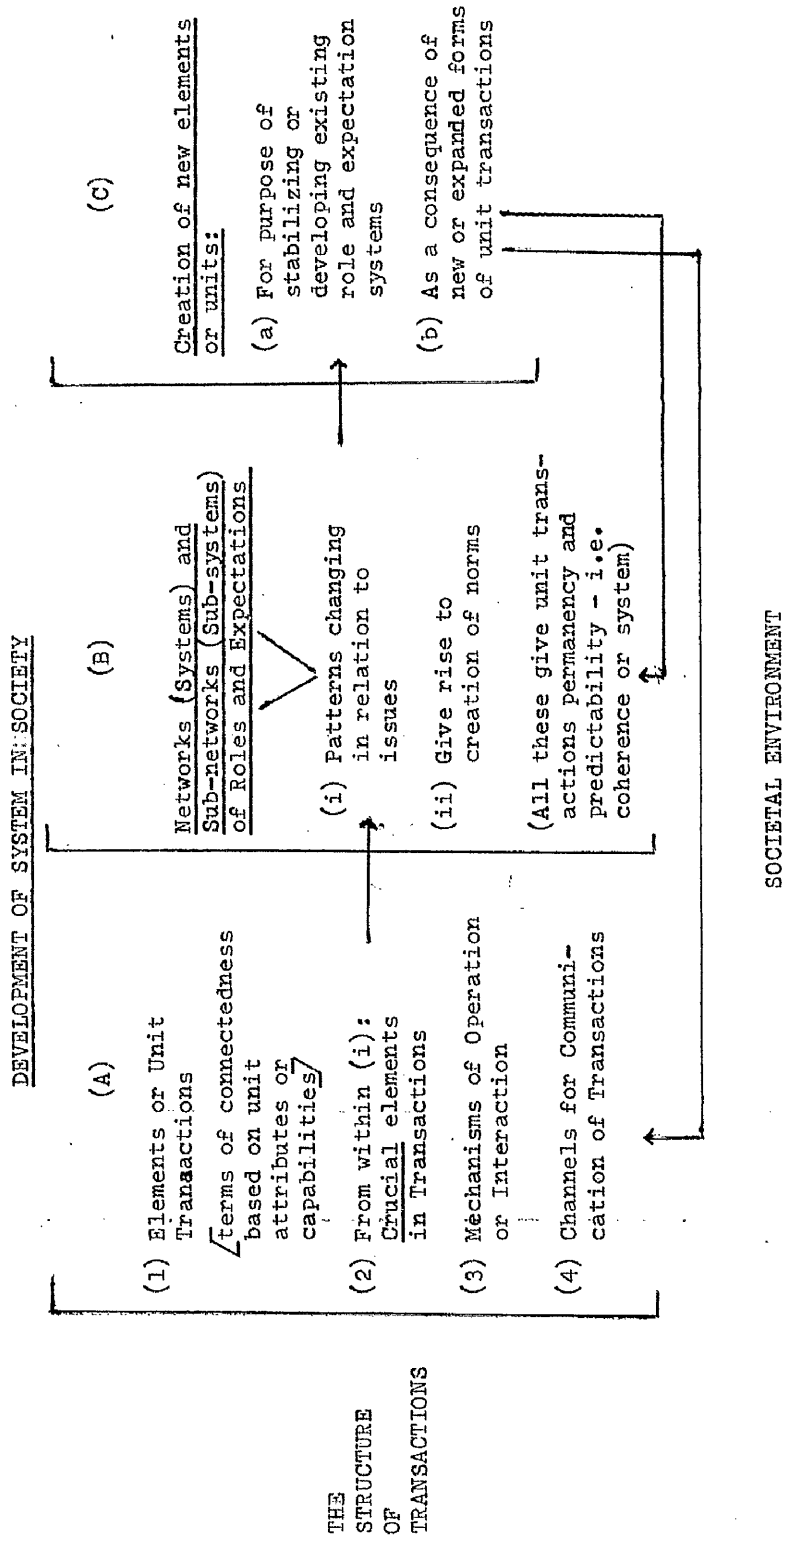 DEVELOPMENT OF SYSTEM IN SOCIETY
THE
STRUCTURE
OF
TRANSACTIONS
(A)
(1) Elements or Unit
Transactions
[terms of connectedness
based on unit
attributes or
capabilities]
(2) From within (i):
Crucial elements
in Transactions
(3) Mechanisms of Operation
or Interaction
(4) Channels for Communi-
cation of Transactions
(B)
Networks (Systems) and
Sub-networks (Sub-systems)
of Roles and Expectations
(i) Patterns changing
in relation to
issues
(ii) Give rise to
creation of norms
(All these give unit trans-
actions permanency and
predictability - i.e.
coherence or system)
(C)
Creation of new elements
or units:
(a) For purpose of
stabilizing or
developing existing
role and expectation
systems
(b) As a consequence of
new or expanded forms
of unit transactions
SOCIETAL ENVIRONMENT